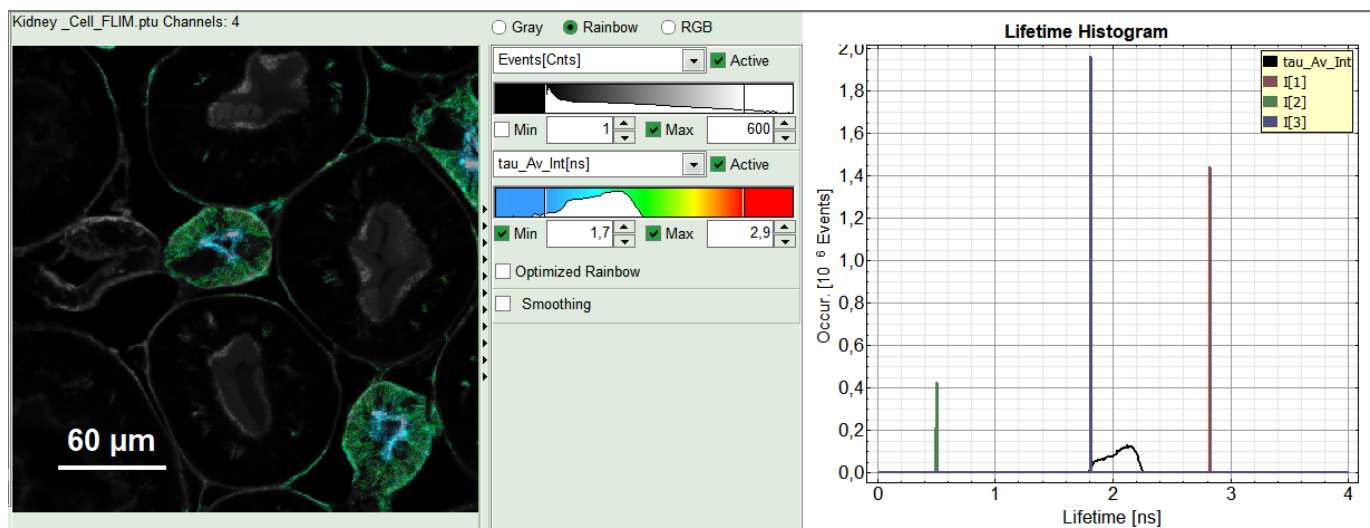 Kidney _Cell_FLIM.ptu Channels: 4
60 µm
Gray Rainbow RGB
Events[Cnts] Active
Min 1 Max 600
tau_Av_Int[ns] Active
Min 1,7 Max 2,9
Optimized Rainbow
Smoothing
Lifetime Histogram
2,0
1,8
1,6
1,4
1,2
1,0
0,8
0,6
0,4
0,2
0,0
Occur. [10 6 Events]
tau_Av_Int
I[1]
I[2]
I[3]
0 1 2 3 4
Lifetime [ns]